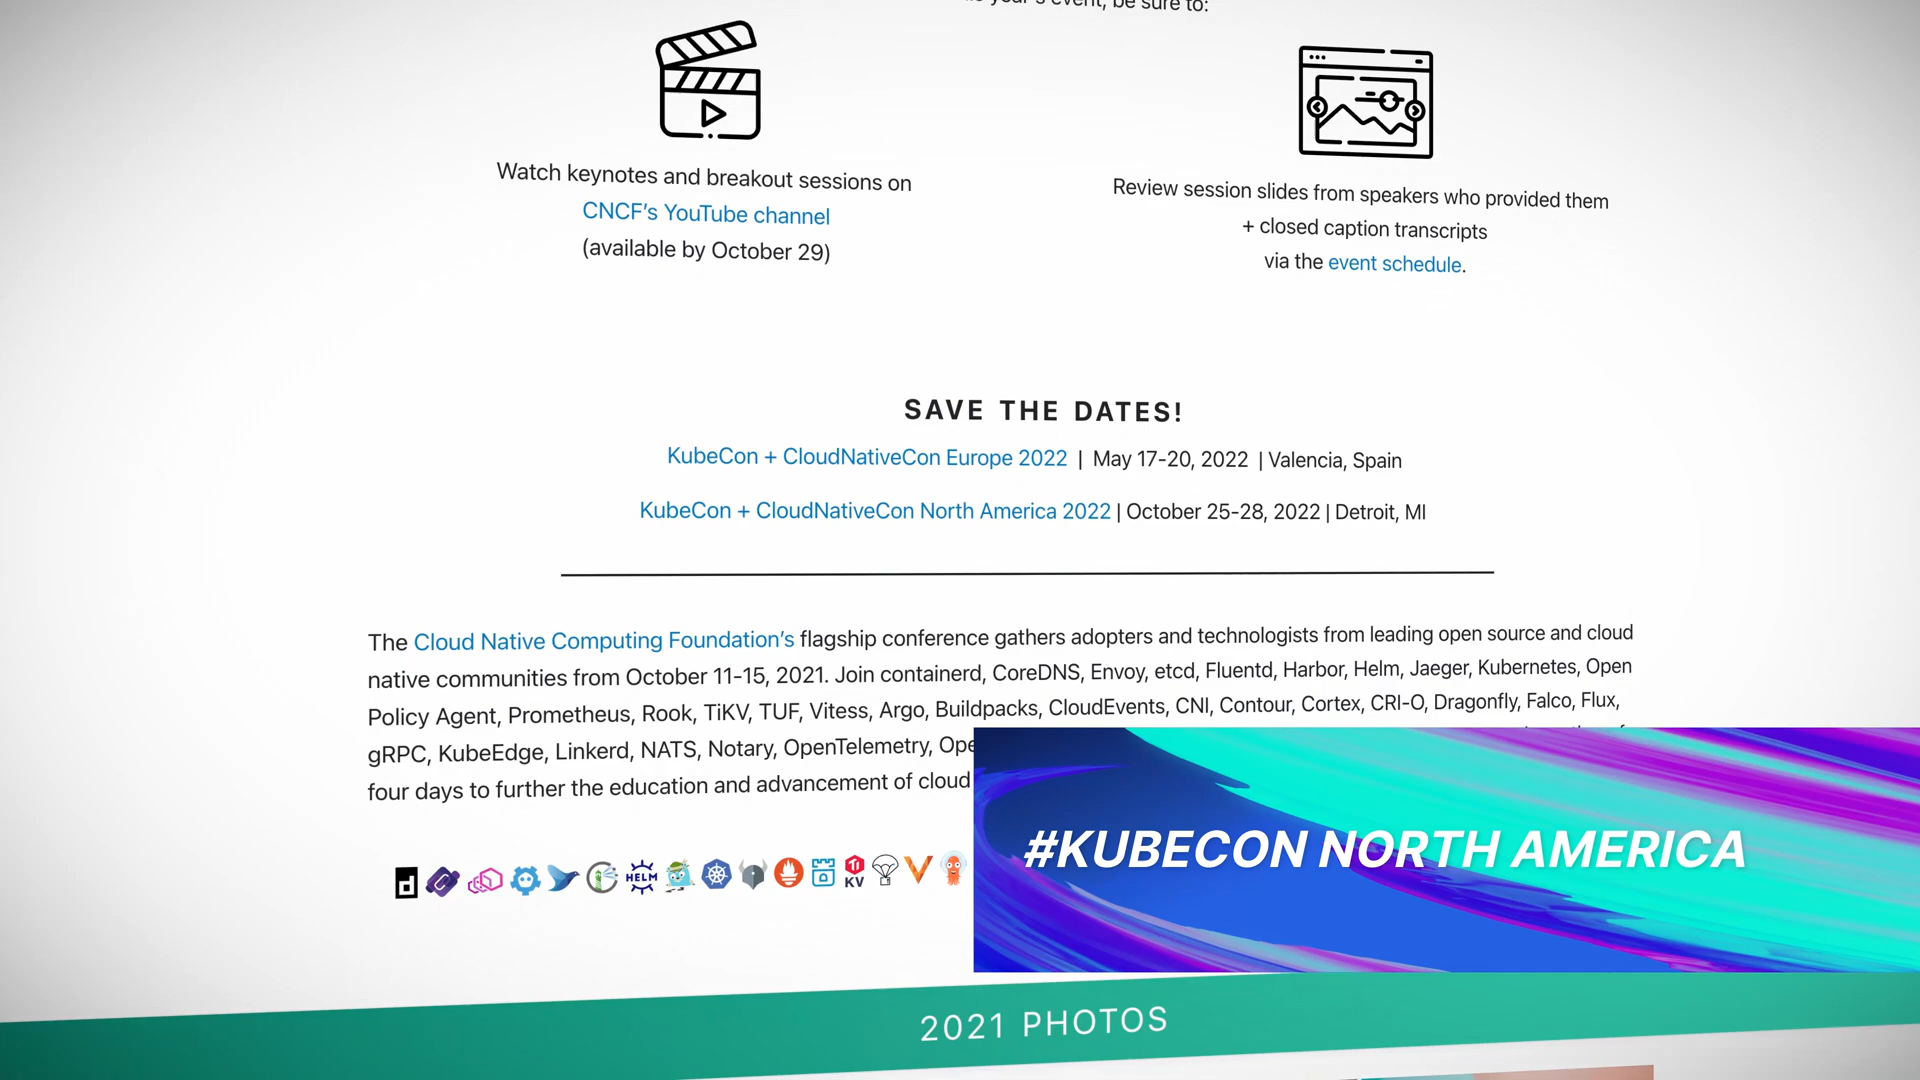 year's event, be sure to:
Watch keynotes and breakout sessions on
CNCF's YouTube channel
(available by October 29)
Review session slides from speakers who provided them
+ closed caption transcripts
via the event schedule.
SAVE THE DATES!
KubeCon + CloudNativeCon Europe 2022 | May 17-20, 2022 | Valencia, Spain
KubeCon + CloudNativeCon North America 2022 | October 25-28, 2022 | Detroit, MI
The Cloud Native Computing Foundation's flagship conference gathers adopters and technologists from leading open source and cloud
native communities from October 11-15, 2021. Join containerd, CoreDNS, Envoy, etcd, Fluentd, Harbor, Helm, Jaeger, Kubernetes, Open
Policy Agent, Prometheus, Rook, TiKV, TUF, Vitess, Argo, Buildpacks, CloudEvents, CNI, Contour, Cortex, CRI-O, Dragonfly, Falco, Flux,
gRPC, KubeEdge, Linkerd, NATS, Notary, OpenTelemetry, Ope
four days to further the education and advancement of cloud
d
HELM
KV
#KUBECON NORTH AMERICA
2021 PHOTOS